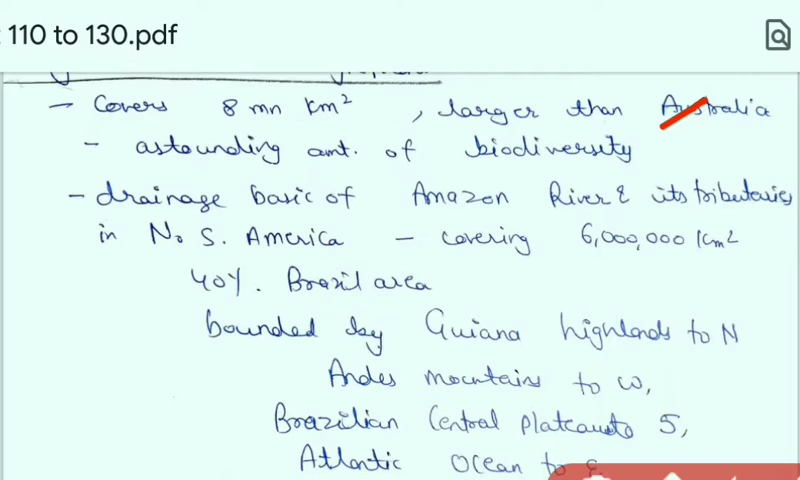 110 to 130.pdf
- Covers 8 mn km² , larger than Australia
- astounding amt. of biodiversity
- drainage basic of Amazon River & its tributaries
in No S. America - covering 6,000,000 km²
40%. Brazil area
bounded by Guiana highlands to N
Andes mountains to W,
Brazilian Central plateau to S,
Atlantic Ocean to E.